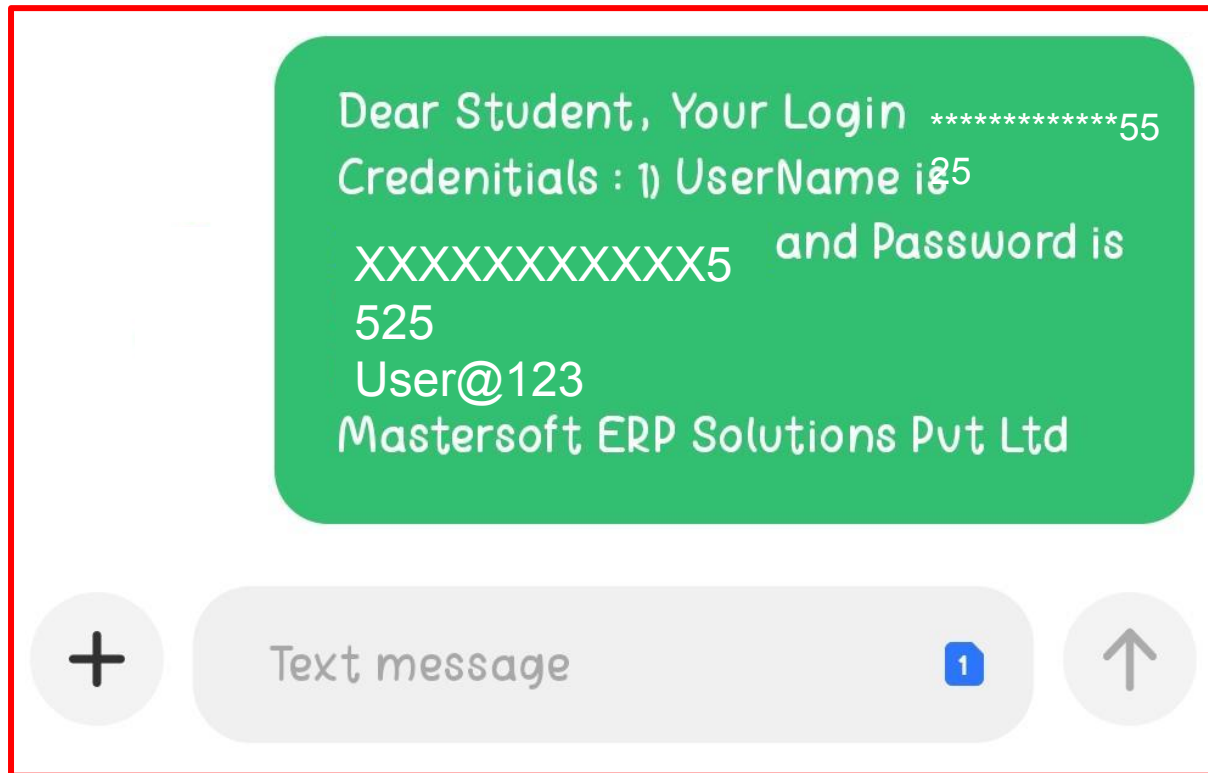 Dear Student, Your Login *************55
Credenitials : 1) UserName is 25
and Password is
XXXXXXXXXXX5
525
User@123
Mastersoft ERP Solutions Pvt Ltd
Text message
1